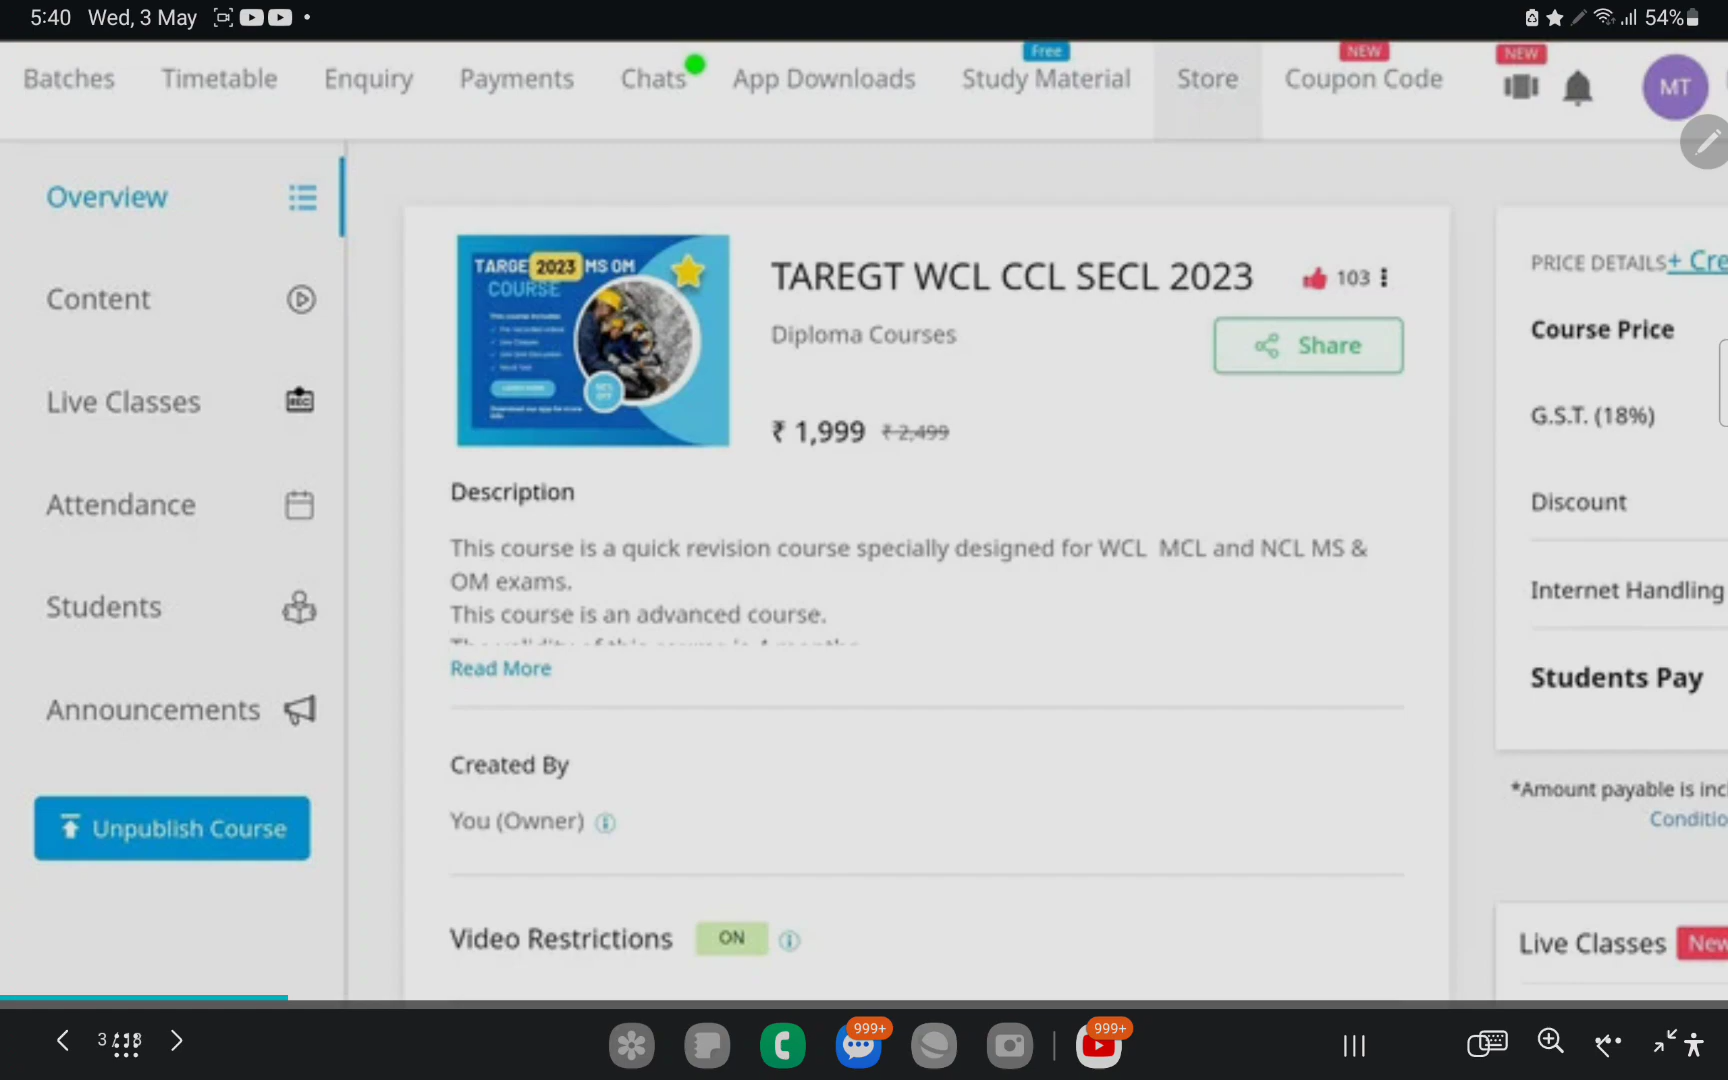 5:40 Wed, 3 May
54%
Batches Timetable Enquiry Payments Chats App Downloads Study Material Store Coupon Code
Free
NEW
NEW
MT
Overview
Content
Live Classes
REC
Attendance
Students
Announcements
Unpublish Course
TARGET 2023 MS OM
COURSE
TAREGT WCL CCL SECL 2023
103
Diploma Courses
Share
₹ 1,999 ₹ 2,499
Description
This course is a quick revision course specially designed for WCL MCL and NCL MS &
OM exams.
This course is an advanced course.
Read More
Created By
You (Owner)
Video Restrictions ON
PRICE DETAILS + Cre
Course Price
G.S.T. (18%)
Discount
Internet Handling
Students Pay
*Amount payable is incl
Conditio
Live Classes New
999+
999+